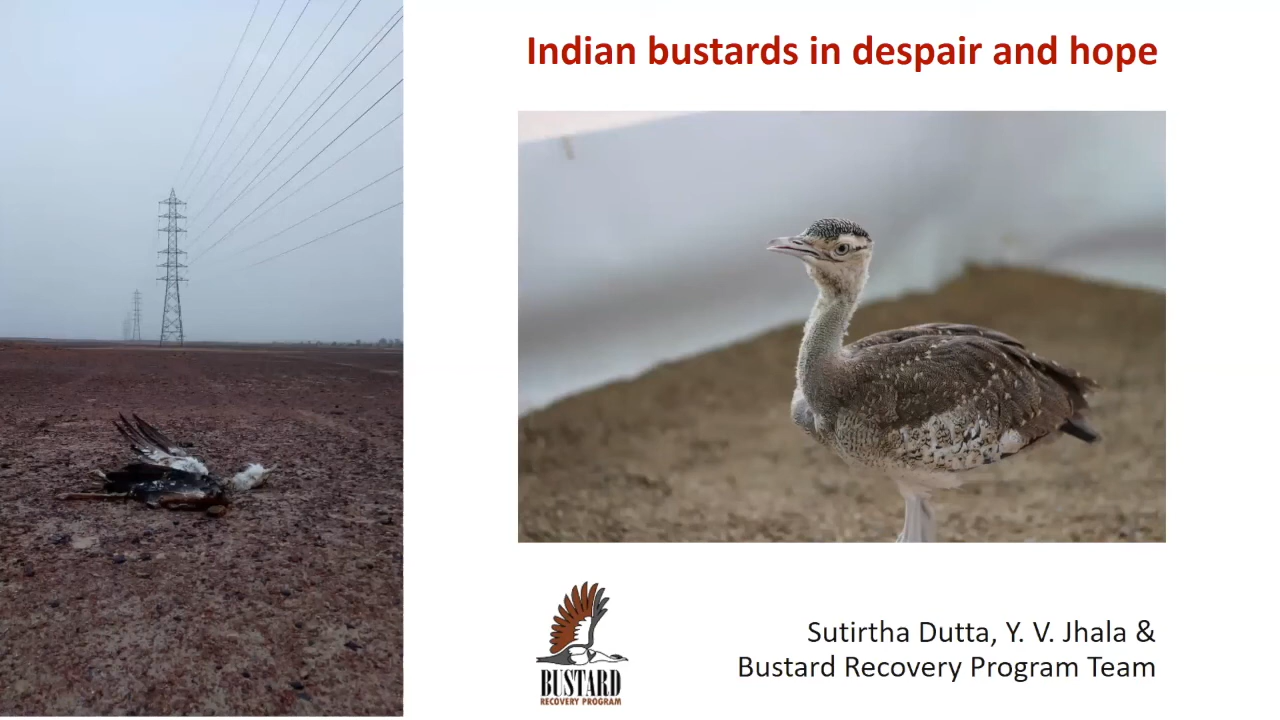 Indian bustards in despair and hope
Sutirtha Dutta, Y. V. Jhala &
Bustard Recovery Program Team
BUSTARD
RECOVERY PROGRAM